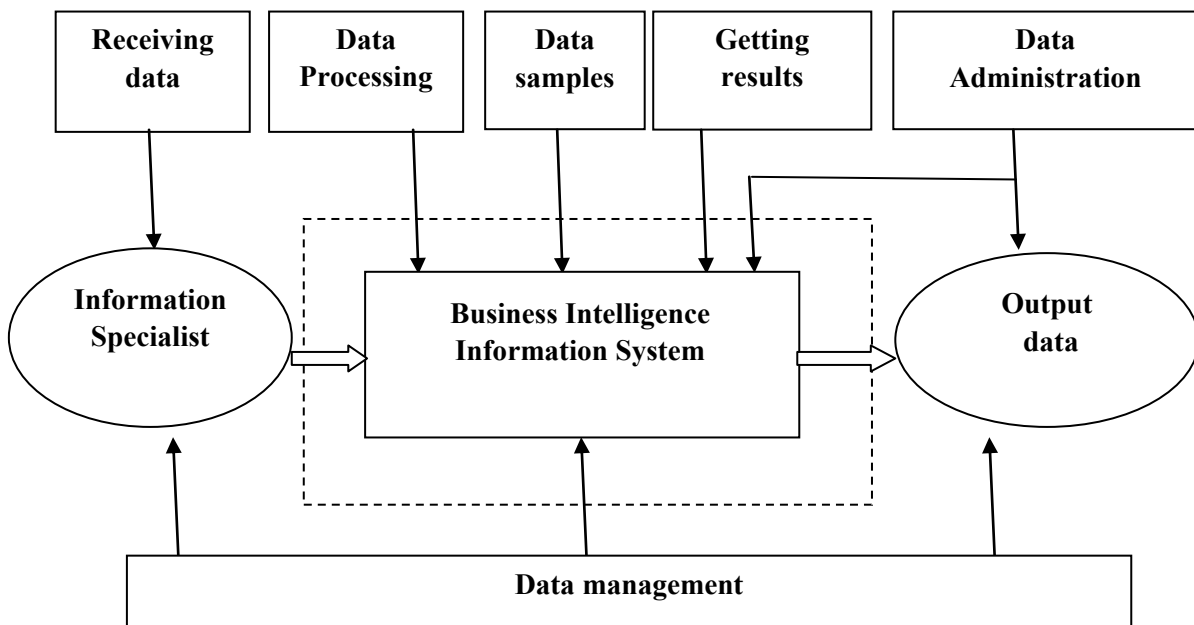 Receiving
data
Data
Processing
Data
samples
Getting
results
Data
Administration
Information
Specialist
Business Intelligence
Information System
Output
data
Data management